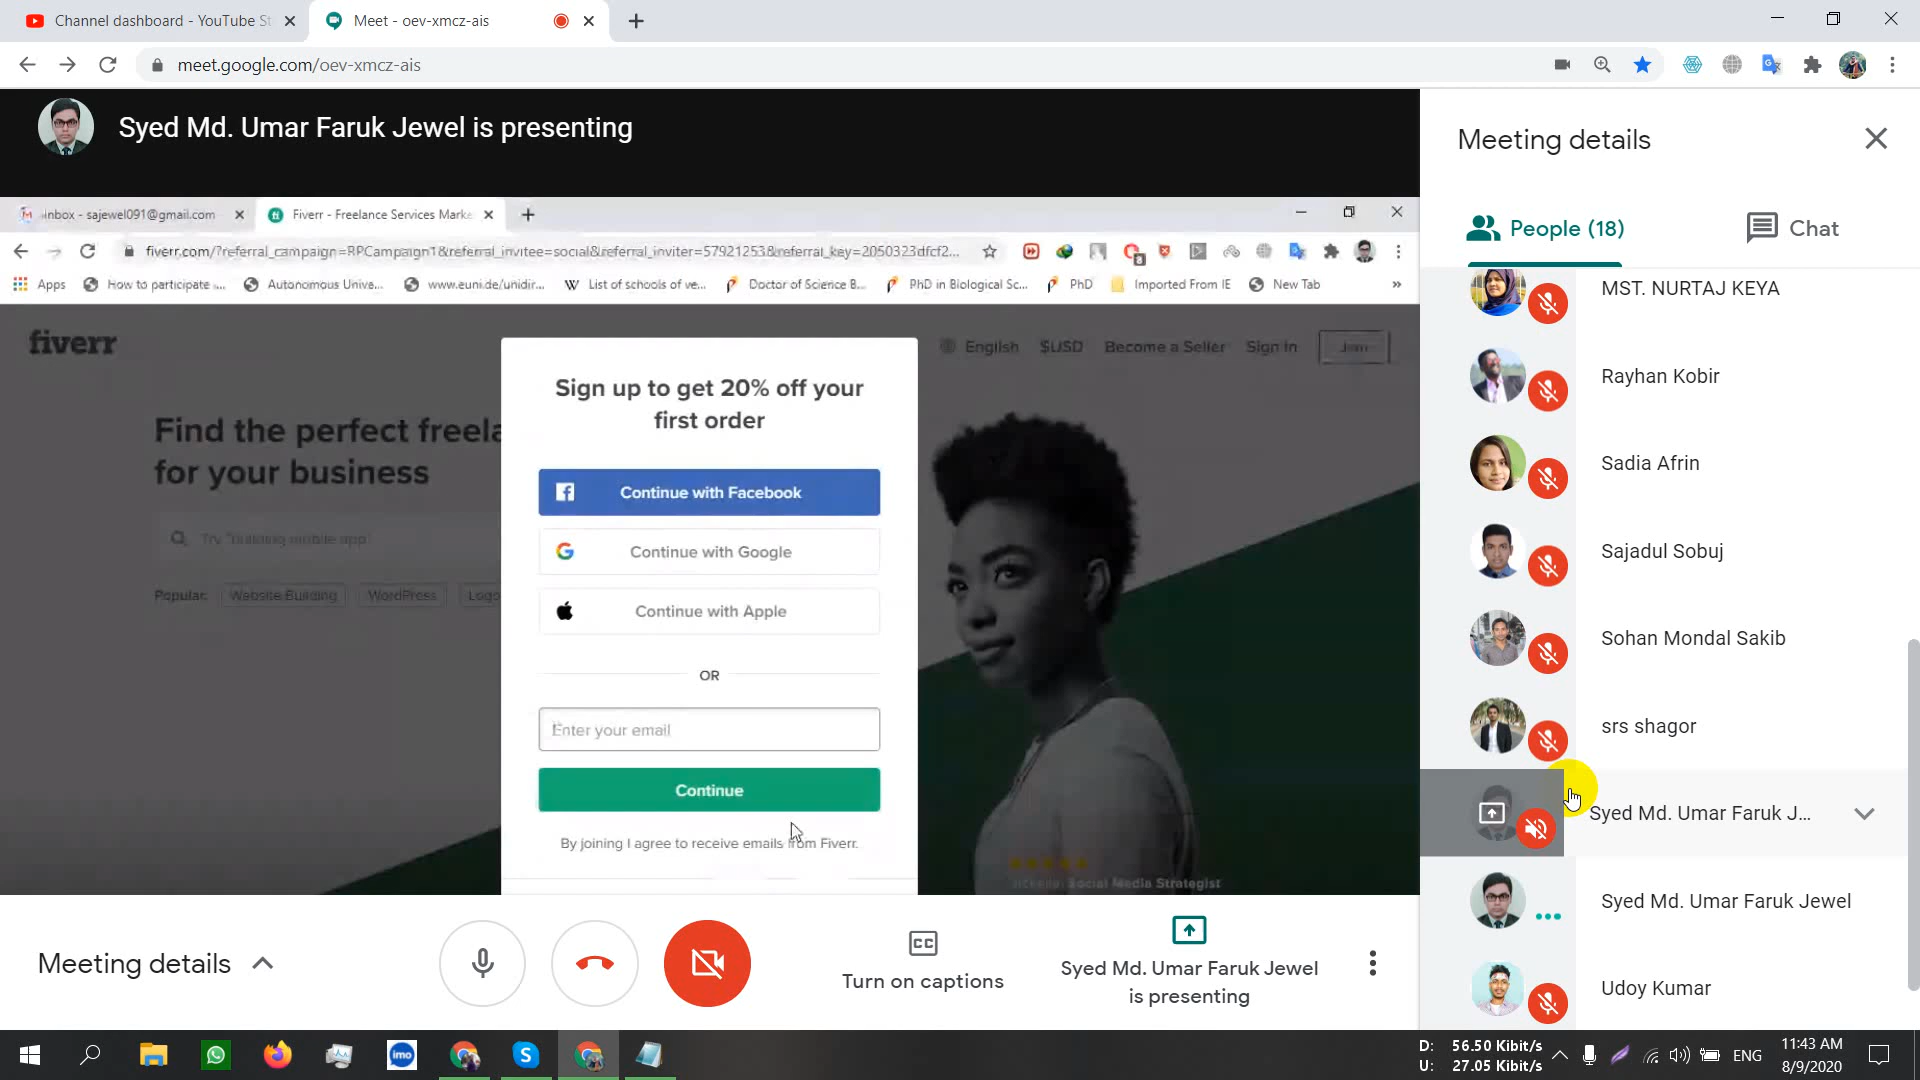 Channel dashboard - YouTube St
Meet - oev-xmcz-ais
meet.google.com/oev-xmcz-ais
Syed Md. Umar Faruk Jewel is presenting
Inbox - sajewel091@gmail.com
Fiverr - Freelance Services Marke
fiverr.com/?referral_campaign=RPCampaign1&referral_invitee=social&referral_inviter=57921253&referral_key=2050323dfcf2...
Apps
How to participate ...
Autonomous Unive...
www.euni.de/unidir...
List of schools of ve...
Doctor of Science B...
PhD in Biological Sc...
PhD
Imported From IE
New Tab
»
fiverr
English
$USD
Become a Seller
Sign In
Join
Find the perfect freela
for your business
Try "building mobile app"
Popular:
Website Building
WordPress
Logo
Sign up to get 20% off your
first order
Continue with Facebook
Continue with Google
Continue with Apple
OR
Enter your email
Continue
By joining I agree to receive emails from Fiverr.
Social Media Strategist
Meeting details
People (18)
Chat
MST. NURTAJ KEYA
Rayhan Kobir
Sadia Afrin
Sajadul Sobuj
Sohan Mondal Sakib
srs shagor
Syed Md. Umar Faruk J...
Syed Md. Umar Faruk Jewel
Udoy Kumar
Meeting details
Turn on captions
Syed Md. Umar Faruk Jewel
is presenting
imo
D: 56.50 Kibit/s
U: 27.05 Kibit/s
ENG
11:43 AM
8/9/2020